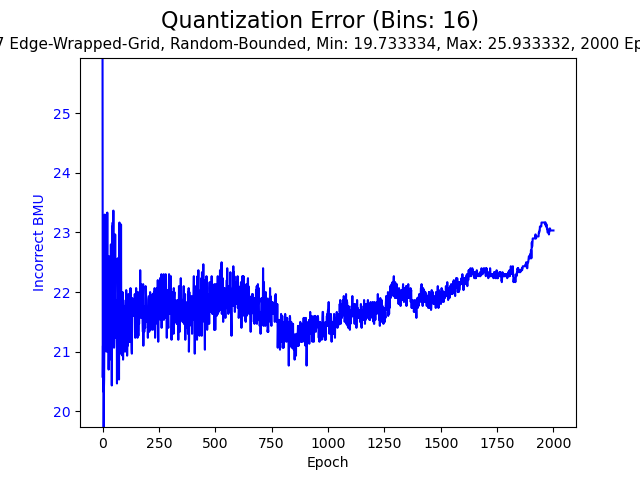 Quantization Error (Bins: 16)
7 Edge-Wrapped-Grid, Random-Bounded, Min: 19.733334, Max: 25.933332, 2000 Ep
25
24
23
22
21
20
Incorrect BMU
0 250 500 750 1000 1250 1500 1750 2000
Epoch